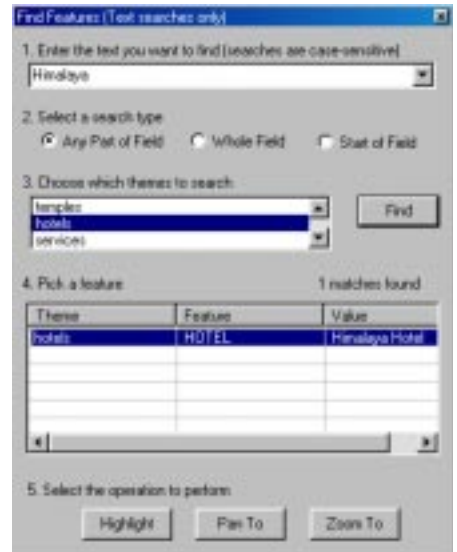 Find Features (Text searches only)
1. Enter the text you want to find (searches are case-sensitive)
Himalaya
2. Select a search type
Any Part of Field Whole Field Start of Field
3. Choose which themes to search
temples
hotels
services
Find
4. Pick a feature 1 matches found
Theme Feature Value
hotels HOTEL Himalaya Hotel
5. Select the operation to perform
Highlight Pan To Zoom To